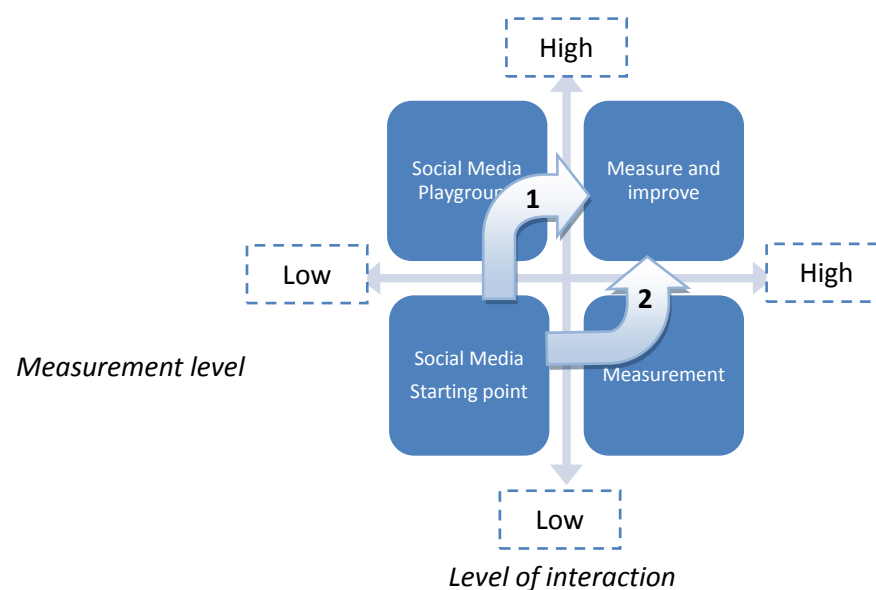 High
Social Media
Playground
Measure and
improve
1
Low
High
2
Social Media
Starting point
Measurement
Measurement level
Low
Level of interaction